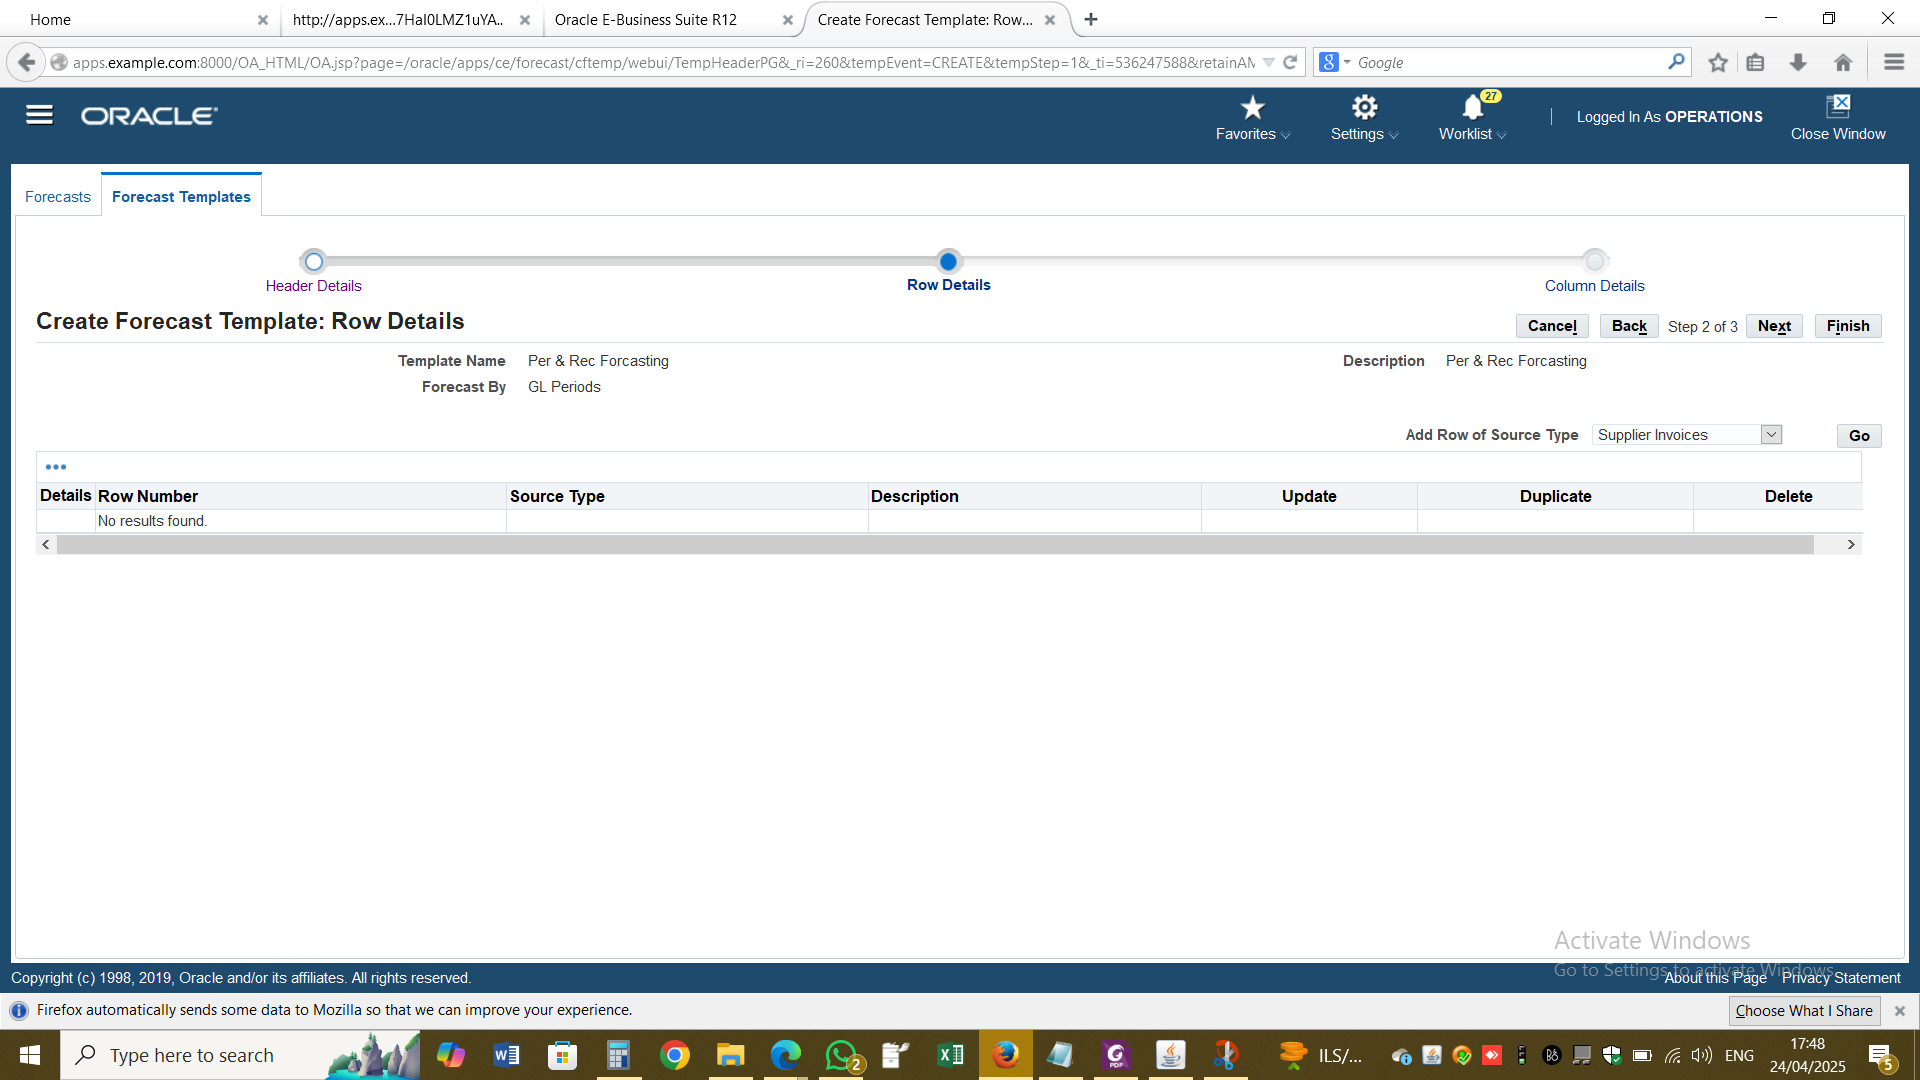 Home
http://apps.ex...7HaI0LMZ1uYA..
Oracle E-Business Suite R12
Create Forecast Template: Row...
apps.example.com:8000/OA_HTML/OA.jsp?page=/oracle/apps/ce/forecast/cftemp/webui/TempHeaderPG&_ri=260&tempEvent=CREATE&tempStep=1&_ti=536247588&retainAM
Google
ORACLE
27
Favorites
Settings
Worklist
Logged In As OPERATIONS
Close Window
Forecasts
Forecast Templates
Header Details
Row Details
Column Details
Create Forecast Template: Row Details
Cancel
Back
Step 2 of 3
Next
Finish
Template Name Per & Rec Forcasting
Description Per & Rec Forcasting
Forecast By GL Periods
Add Row of Source Type
Supplier Invoices
Go
Details
Row Number
Source Type
Description
Update
Duplicate
Delete
No results found.
Activate Windows
Go to Settings to activate Windows.
Copyright (c) 1998, 2019, Oracle and/or its affiliates. All rights reserved.
About this Page
Privacy Statement
Firefox automatically sends some data to Mozilla so that we can improve your experience.
Choose What I Share
Type here to search
2
ILS/...
ENG
17:48
24/04/2025
5